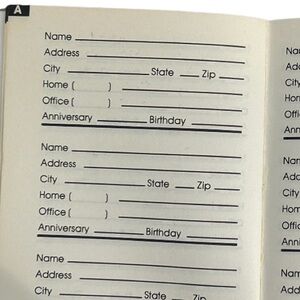 A
Name
Address
City State Zip
Home ( )
Office ( )
Anniversary Birthday
Name
Address
City State Zip
Home ( )
Office ( )
Anniversary Birthday
Name
Address
City State Zip